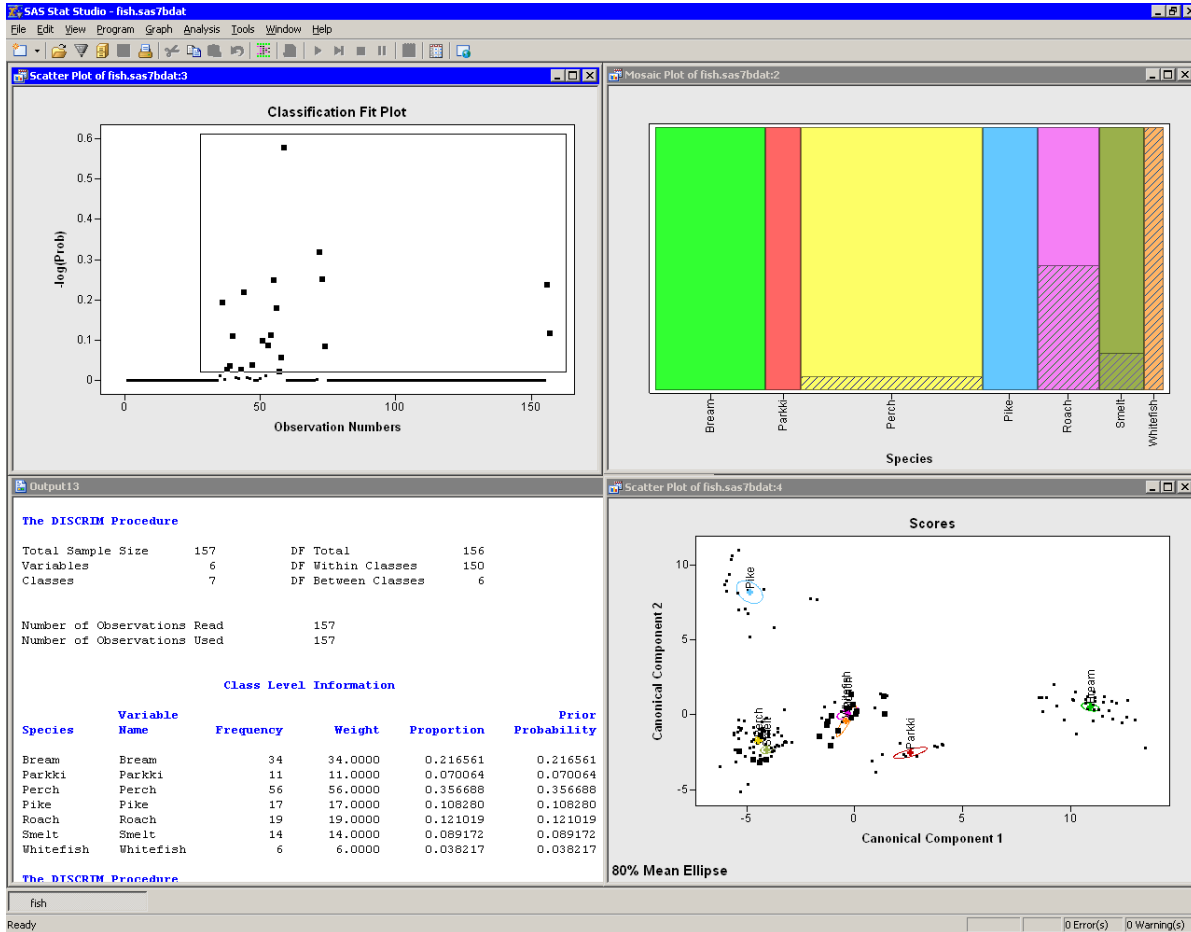 SAS Stat Studio - fish.sas7bdat
File Edit View Program Graph Analysis Tools Window Help
Scatter Plot of fish.sas7bdat:3
Classification Fit Plot
-log(Prob)
0.6
0.5
0.4
0.3
0.2
0.1
0
0 50 100 150
Observation Numbers
Mosaic Plot of fish.sas7bdat:2
Bream Parkki Perch Pike Roach Smelt Whitefish
Species
Output13
The DISCRIM Procedure
Total Sample Size 157 DF Total 156
Variables 6 DF Within Classes 150
Classes 7 DF Between Classes 6
Number of Observations Read 157
Number of Observations Used 157
Class Level Information
Variable Prior
Species Name Frequency Weight Proportion Probability
Bream Bream 34 34.0000 0.216561 0.216561
Parkki Parkki 11 11.0000 0.070064 0.070064
Perch Perch 56 56.0000 0.356688 0.356688
Pike Pike 17 17.0000 0.108280 0.108280
Roach Roach 19 19.0000 0.121019 0.121019
Smelt Smelt 14 14.0000 0.089172 0.089172
Whitefish Whitefish 6 6.0000 0.038217 0.038217
The DISCRIM Procedure
Scatter Plot of fish.sas7bdat:4
Scores
Canonical Component 2
10
5
0
-5
Pike
Bream
Perch
Smelt
Parkki
-5 0 5 10
Canonical Component 1
80% Mean Ellipse
fish
Ready 0 Error(s) 0 Warning(s)